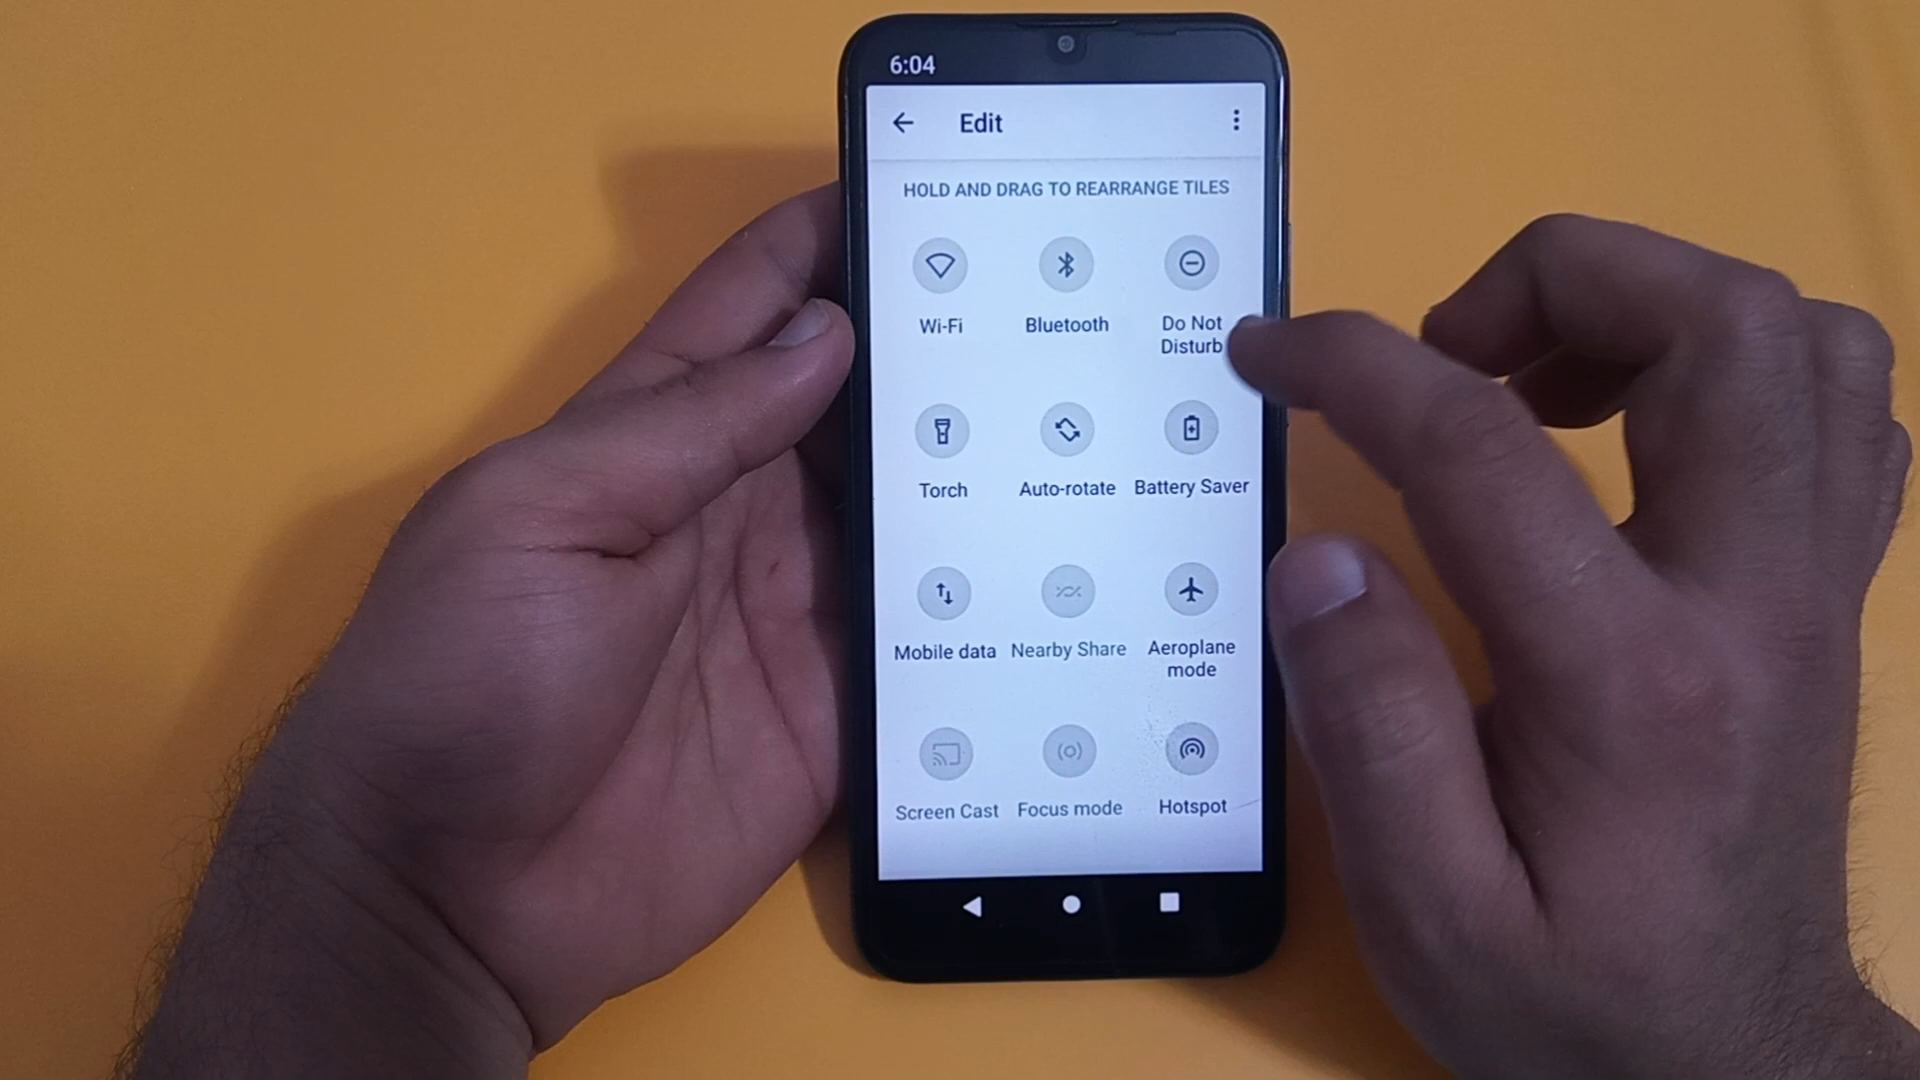 6:04
Edit
HOLD AND DRAG TO REARRANGE TILES
Wi-Fi
Bluetooth
Do Not
Disturb
Torch
Auto-rotate
Battery Saver
Mobile data
Nearby Share
Aeroplane
mode
Screen Cast
Focus mode
Hotspot